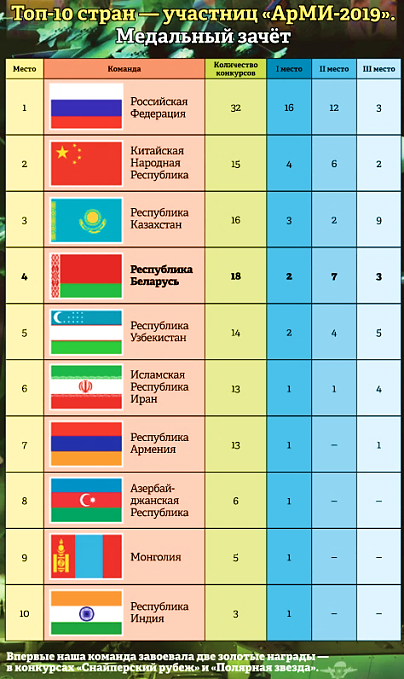 Топ-10 стран — участниц «АрМИ-2019».
Медальный зачёт
Место Команда Количество конкурсов I место II место III место
1 Российская Федерация 32 16 12 3
2 Китайская Народная Республика 15 4 6 2
3 Республика Казахстан 16 3 2 9
4 Республика Беларусь 18 2 7 3
5 Республика Узбекистан 14 2 4 5
6 Исламская Республика Иран 13 1 1 4
7 Республика Армения 13 1 – 1
8 Азербай-джанская Республика 6 1 – –
9 Монголия 5 1 – –
10 Республика Индия 3 1 – –
Впервые наша команда завоевала две золотые награды —
в конкурсах «Снайперский рубеж» и «Полярная звезда».